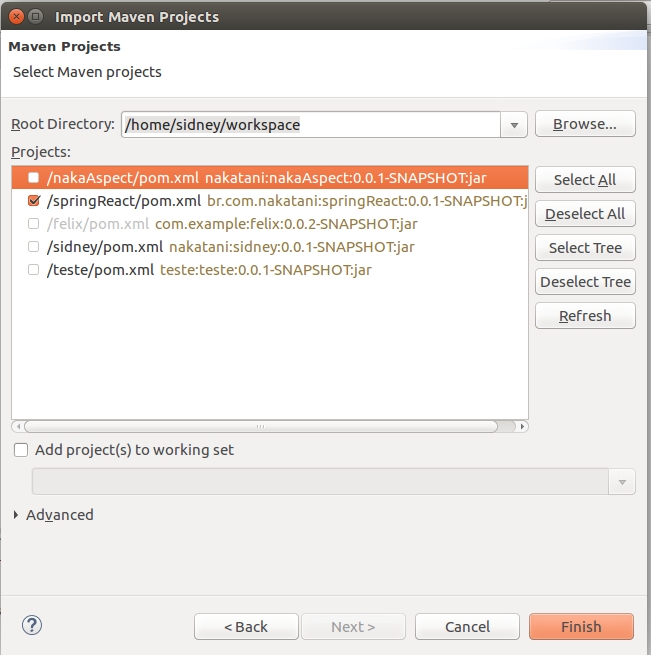 Import Maven Projects
Maven Projects
Select Maven projects
Root Directory: /home/sidney/workspace Browse...
Projects:
/nakaAspect/pom.xml nakatani:nakaAspect:0.0.1-SNAPSHOT:jar Select All
/springReact/pom.xml br.com.nakatani:springReact:0.0.1-SNAPSHOT:j Deselect All
/felix/pom.xml com.example:felix:0.0.2-SNAPSHOT:jar
/sidney/pom.xml nakatani:sidney:0.0.1-SNAPSHOT:jar Select Tree
/teste/pom.xml teste:teste:0.0.1-SNAPSHOT:jar Deselect Tree
Refresh
Add project(s) to working set
Advanced
? < Back Next > Cancel Finish